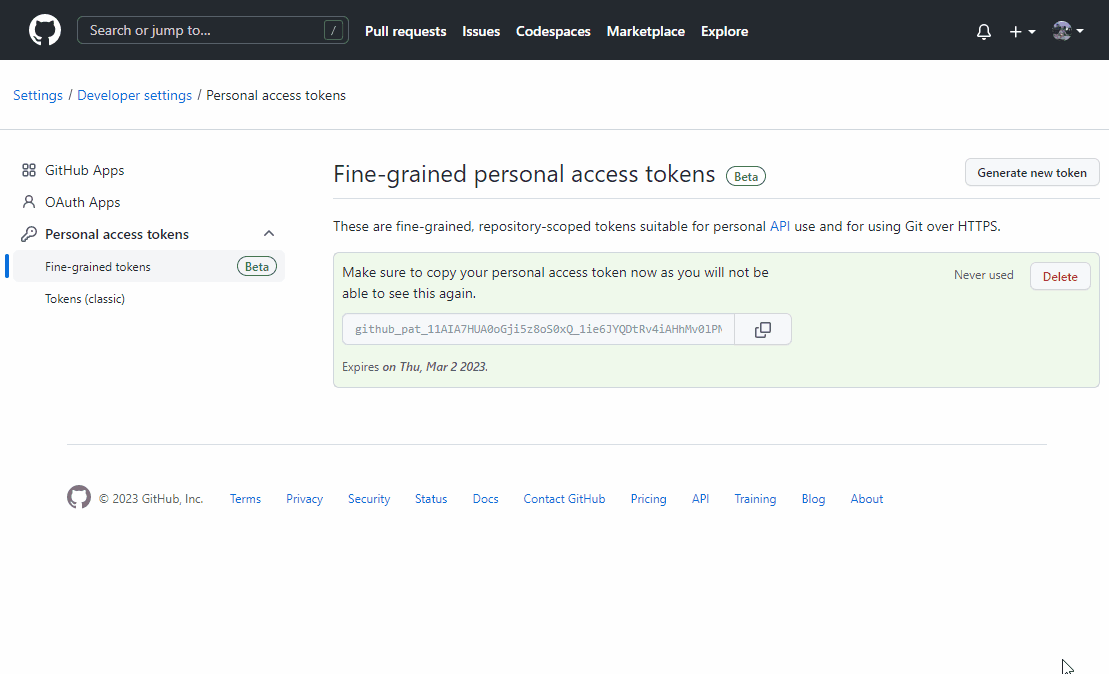 Search or jump to... /
Pull requests Issues Codespaces Marketplace Explore
Settings / Developer settings / Personal access tokens
GitHub Apps
OAuth Apps
Personal access tokens
Fine-grained tokens Beta
Tokens (classic)
Fine-grained personal access tokens Beta
Generate new token
These are fine-grained, repository-scoped tokens suitable for personal API use and for using Git over HTTPS.
Make sure to copy your personal access token now as you will not be
able to see this again.
Never used
Delete
Expires on Thu, Mar 2 2023.
© 2023 GitHub, Inc. Terms Privacy Security Status Docs Contact GitHub Pricing API Training Blog About